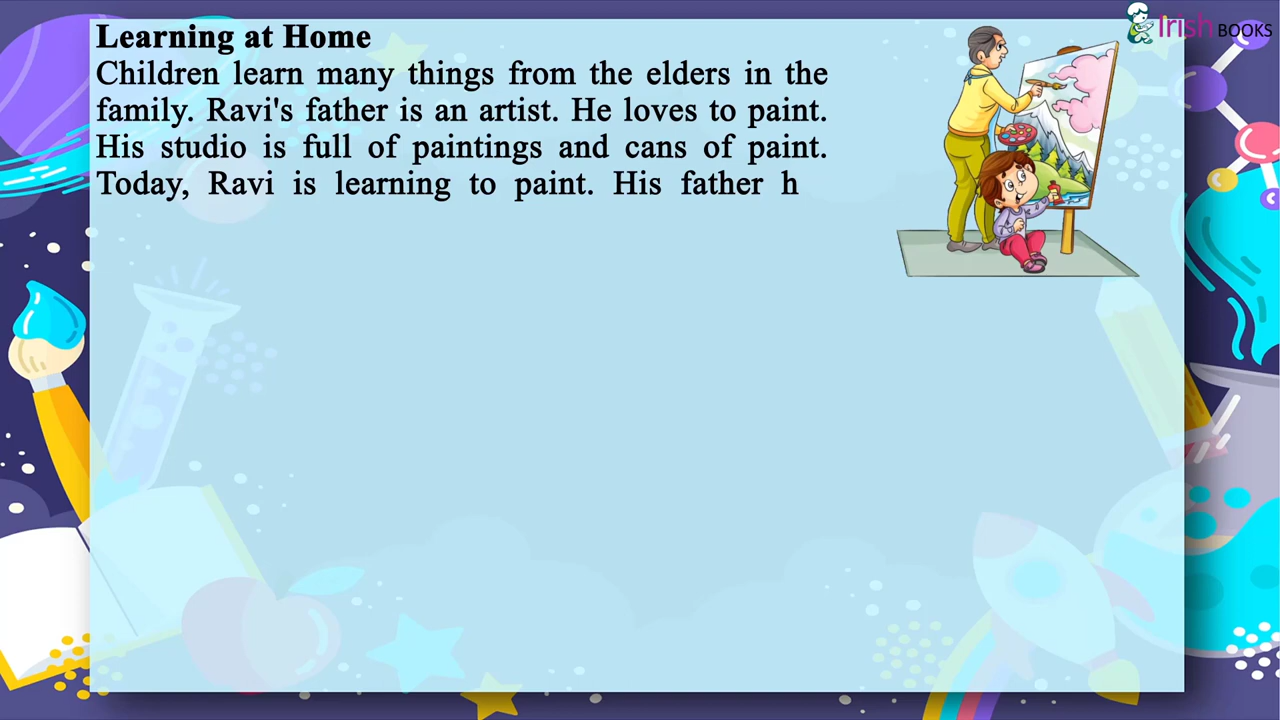 Learning at Home
Children learn many things from the elders in the
family. Ravi's father is an artist. He loves to paint.
His studio is full of paintings and cans of paint.
Today, Ravi is learning to paint. His father h
Irish BOOKS